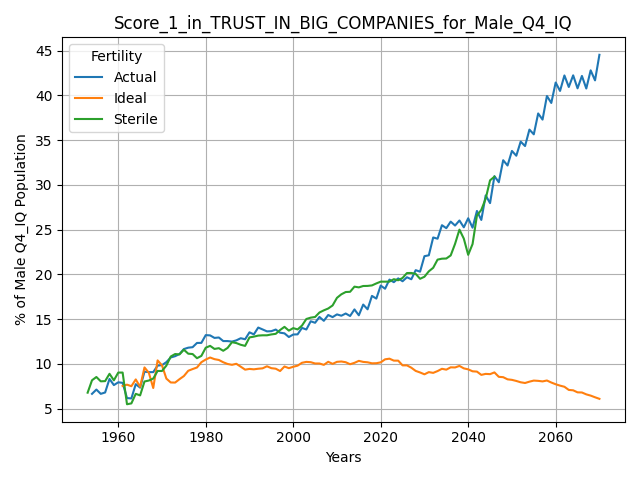 Score_1_in_TRUST_IN_BIG_COMPANIES_for_Male_Q4_IQ
Fertility
Actual
Ideal
Sterile
% of Male Q4_IQ Population
45
40
35
30
25
20
15
10
5
1960 1980 2000 2020 2040 2060
Years